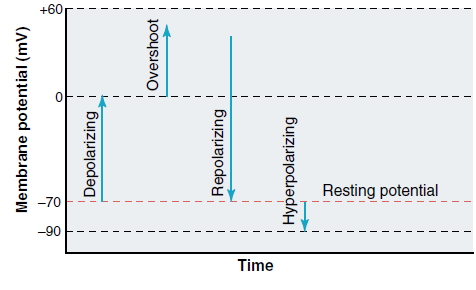 +60
Membrane potential (mV)
Overshoot
0
Depolarizing
Repolarizing
Hyperpolarizing
Resting potential
–70
–90
Time